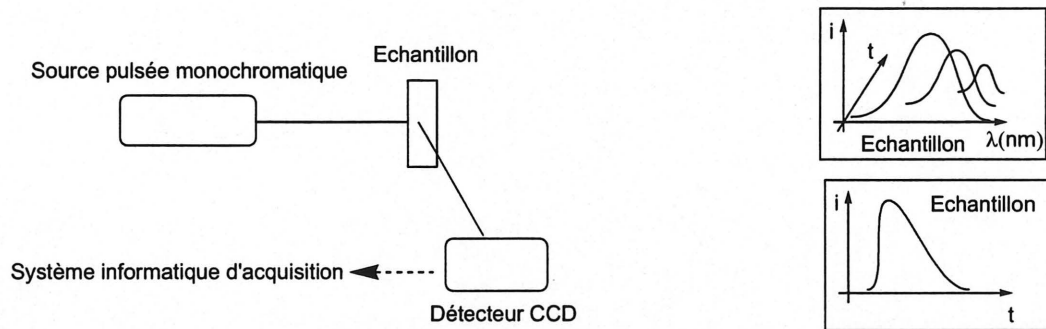 Echantillon
Source pulsée monochromatique
Système informatique d'acquisition
Détecteur CCD
i
t
Echantillon
λ(nm)
i
Echantillon
t